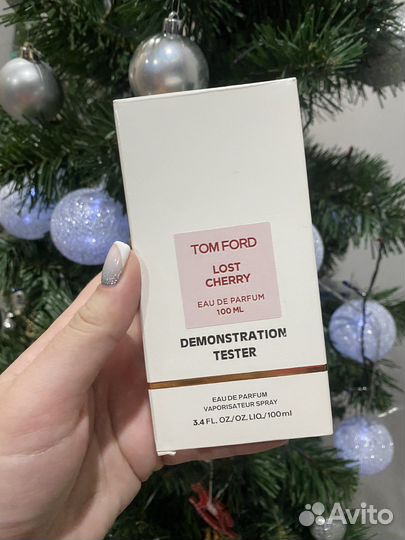 TOM FORD
LOST
CHERRY
EAU DE PARFUM
100 ML
DEMONSTRATION
TESTER
EAU DE PARFUM
VAPORISATEUR SPRAY
3.4 FL. OZ./OZ. LIQ./100ml
Avito